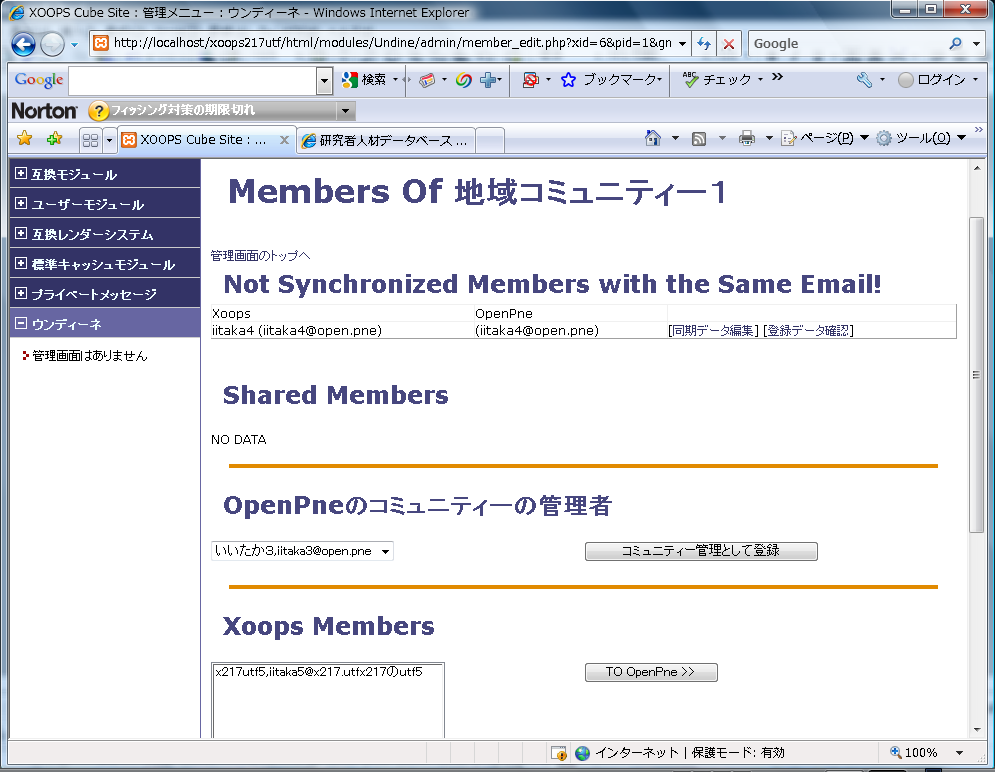 XOOPS Cube Site : 管理メニュー : ウンディーネ - Windows Internet Explorer
http://localhost/xoops217utf/html/modules/Undine/admin/member_edit.php?xid=6&pid=1&gn
Google
Google 検索 ブックマーク ABC チェック » ログイン
Norton ? フィッシング対策の期限切れ
XOOPS Cube Site : ... x 研究者人材データベース ... ページ(P) ツール(O) »
互換モジュール
ユーザーモジュール
互換レンダーシステム
標準キャッシュモジュール
プライベートメッセージ
ウンディーネ
管理画面はありません
Members Of 地域コミュニティー１
管理画面のトップへ
Not Synchronized Members with the Same Email!
Xoops OpenPne
iitaka4 (iitaka4@open.pne) (iitaka4@open.pne) [同期データ編集] [登録データ確認]
Shared Members
NO DATA
OpenPneのコミュニティーの管理者
いいたか3,iitaka3@open.pne コミュニティー管理として登録
Xoops Members
x217utf5,iitaka5@x217.utfx217のutf5 TO OpenPne >>
インターネット | 保護モード: 有効 100%